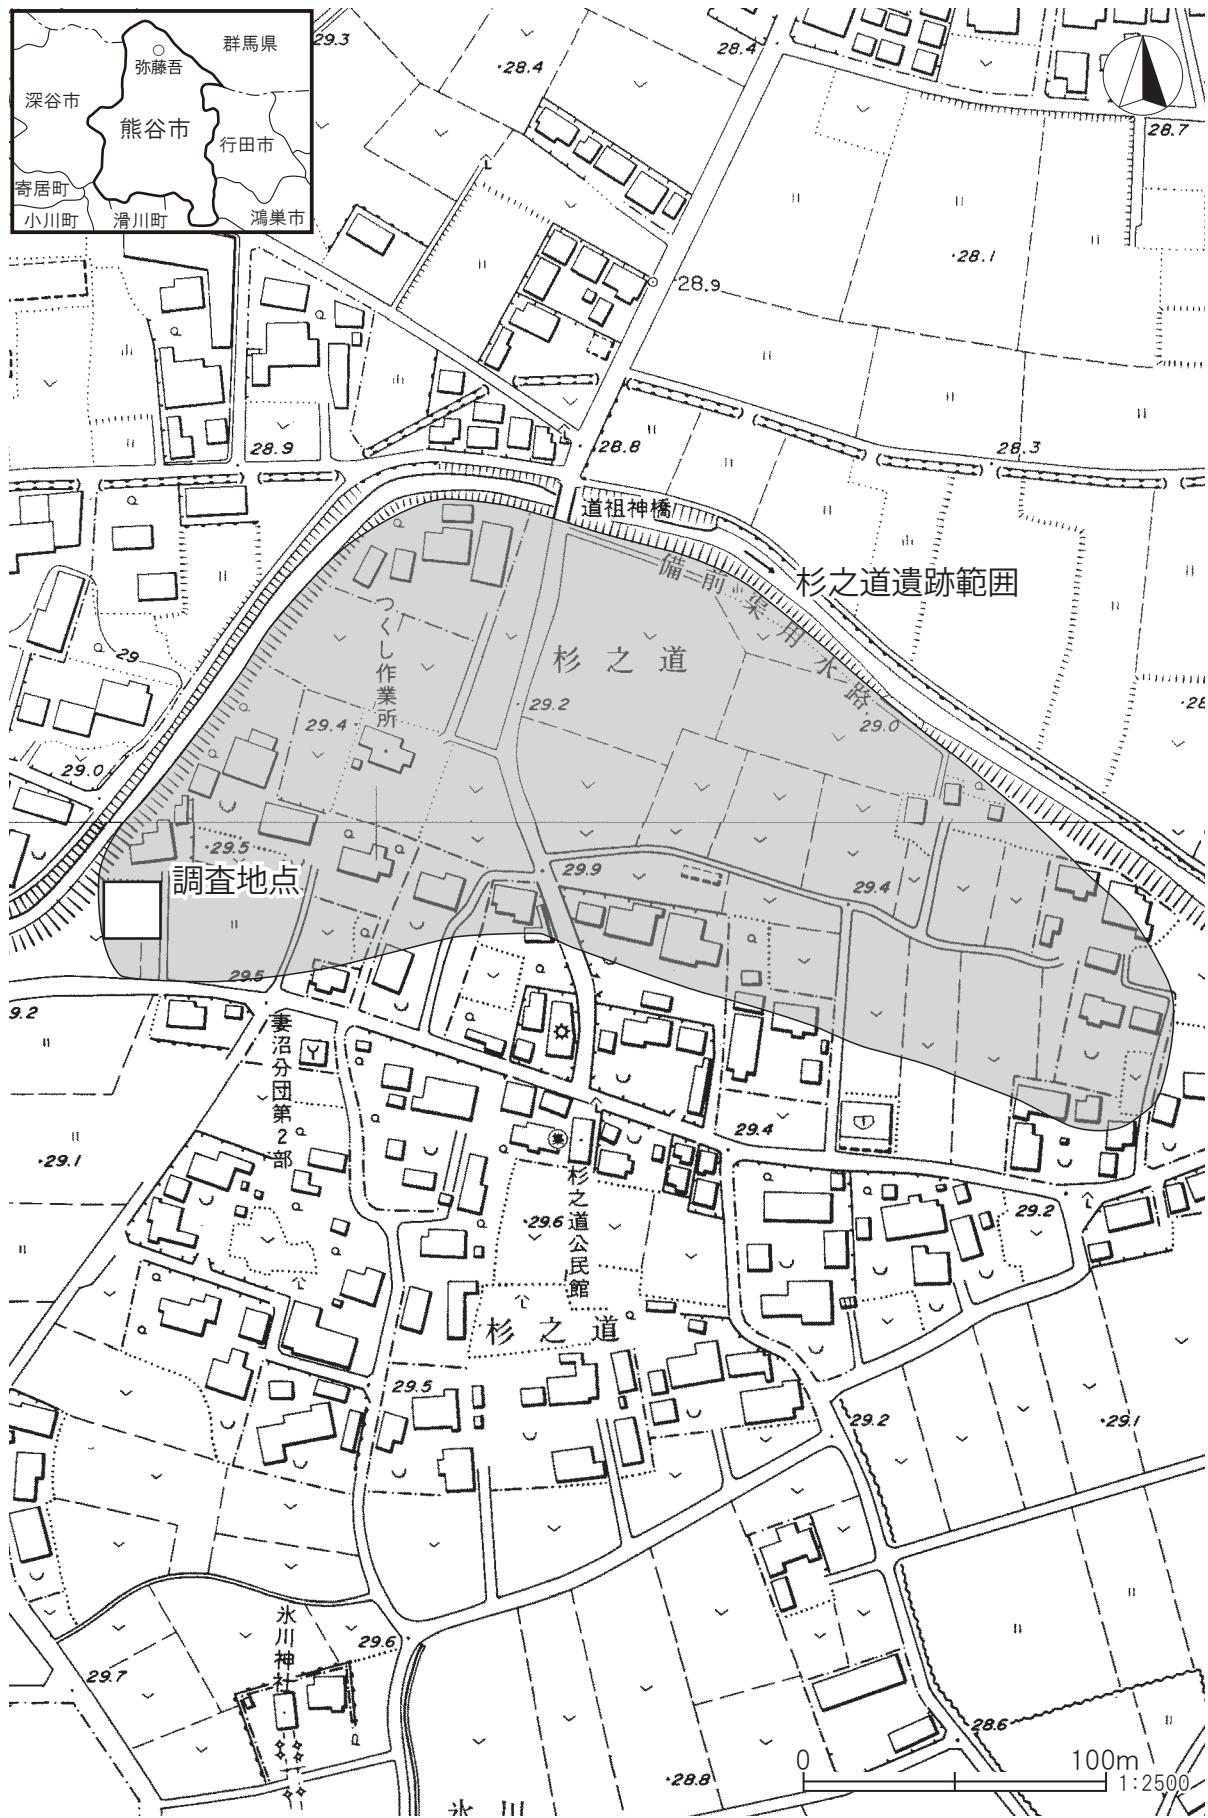 群馬県
弥藤吾
深谷市
熊谷市
行田市
寄居町
小川町
滑川町
鴻巣市
29.3
28.4
28.4
28.7
28.1
28.9
28.9
28.8
28.3
道祖神橋
備前渠用水路
杉之道遺跡範囲
つくし作業所
杉之道
29
29.2
29.4
29.0
28
29.0
29.5
調査地点
29.9
29.4
29.5
9.2
妻沼分団第2部
29.4
29.1
杉之道公民館
29.6
29.2
杉之道
29.5
29.2
29.1
氷川神社
29.6
29.7
28.6
0
100m
28.8
1:2500
氷川